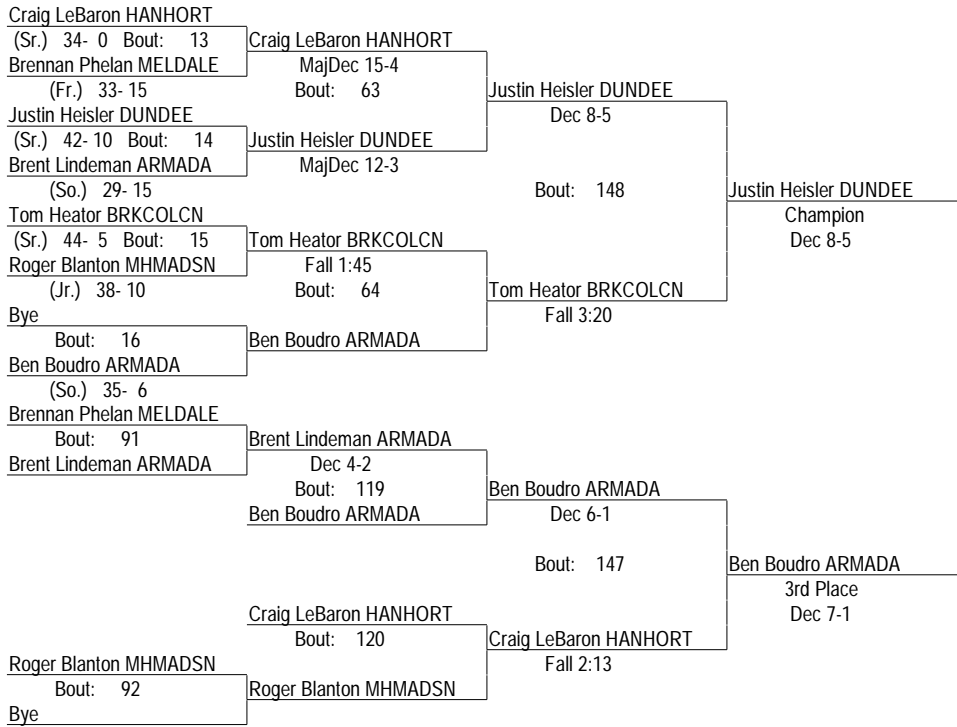 Craig LeBaron HANHORT
(Sr.) 34- 0 Bout: 13 Craig LeBaron HANHORT
Brennan Phelan MELDALE MajDec 15-4
(Fr.) 33- 15 Bout: 63 Justin Heisler DUNDEE
Justin Heisler DUNDEE Dec 8-5
(Sr.) 42- 10 Bout: 14 Justin Heisler DUNDEE
Brent Lindeman ARMADA MajDec 12-3
(So.) 29- 15 Bout: 148 Justin Heisler DUNDEE
Tom Heator BRKCOLCN Champion
(Sr.) 44- 5 Bout: 15 Tom Heator BRKCOLCN Dec 8-5
Roger Blanton MHMADSN Fall 1:45
(Jr.) 38- 10 Bout: 64 Tom Heator BRKCOLCN
Bye Fall 3:20
Bout: 16 Ben Boudro ARMADA
Ben Boudro ARMADA
(So.) 35- 6
Brennan Phelan MELDALE
Bout: 91 Brent Lindeman ARMADA
Brent Lindeman ARMADA Dec 4-2
Bout: 119 Ben Boudro ARMADA
Ben Boudro ARMADA Dec 6-1
Bout: 147 Ben Boudro ARMADA
3rd Place
Craig LeBaron HANHORT Dec 7-1
Bout: 120 Craig LeBaron HANHORT
Roger Blanton MHMADSN Fall 2:13
Bout: 92 Roger Blanton MHMADSN
Bye